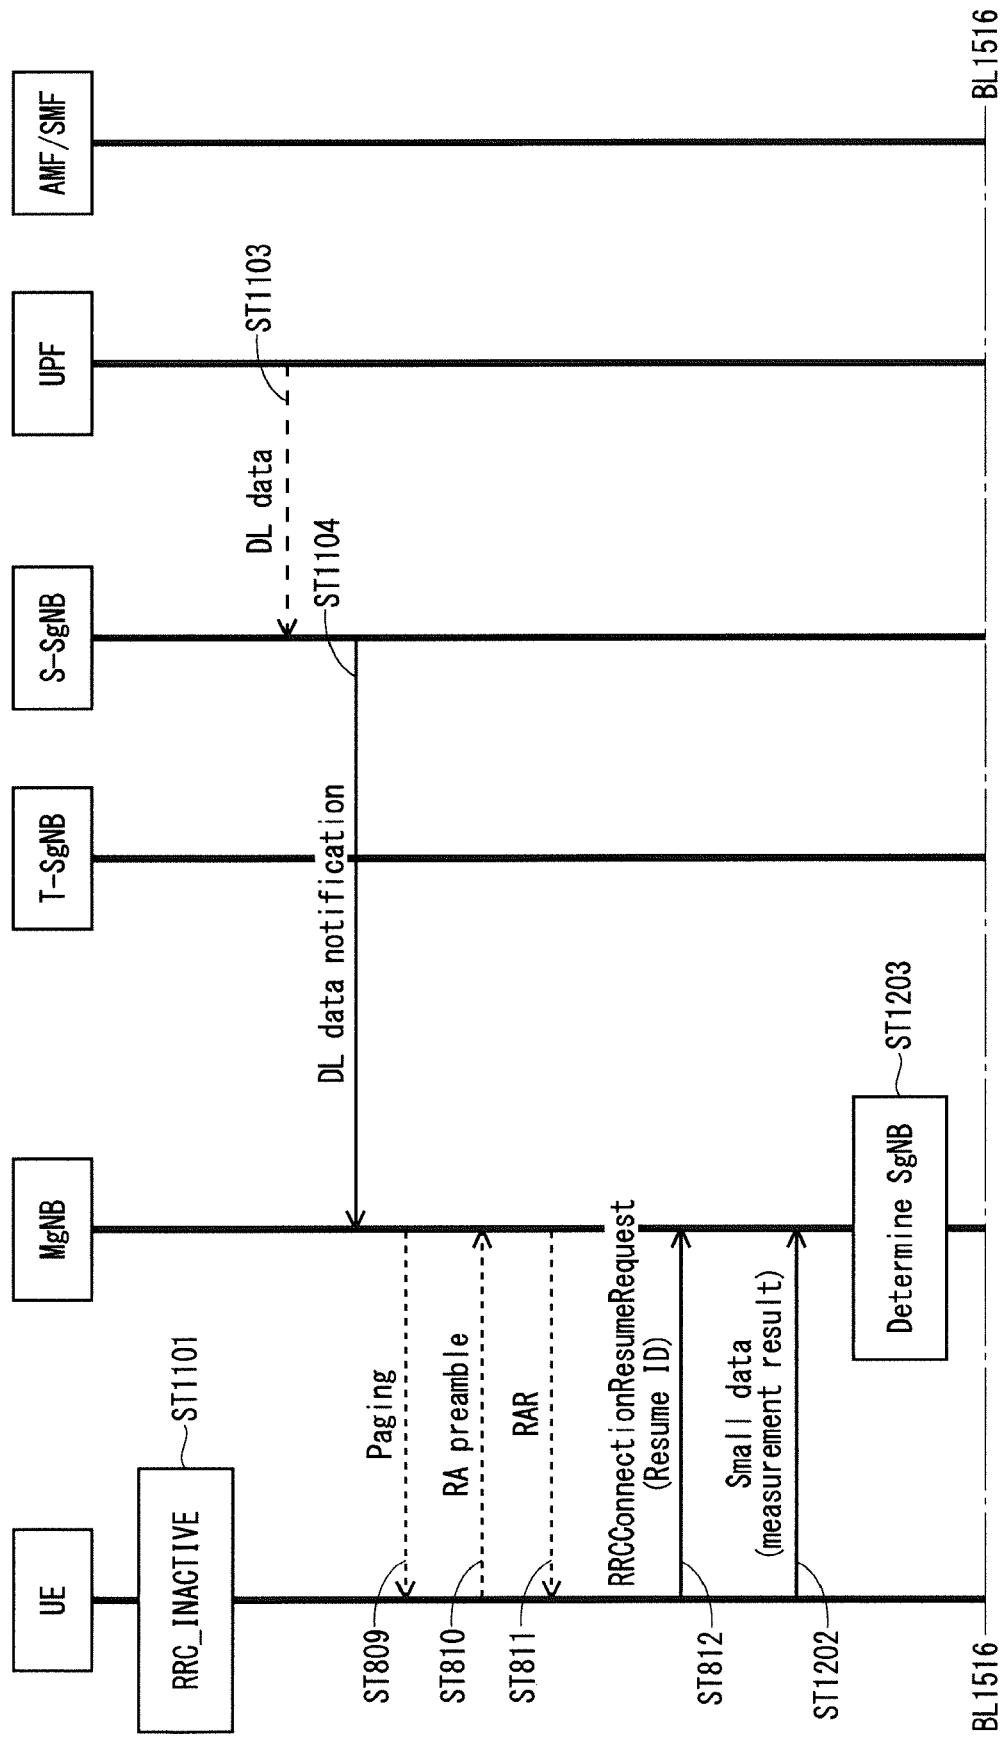 UE
MgNB
T-SgNB
S-SgNB
UPF
AMF/SMF
RRC_INACTIVE
ST1101
DL data
ST1103
DL data notification
ST1104
ST809
Paging
ST810
RA preamble
ST811
RAR
RRCConnectionResumeRequest
(Resume ID)
ST812
Small data
(measurement result)
ST1202
Determine SgNB
ST1203
BL1516
BL1516